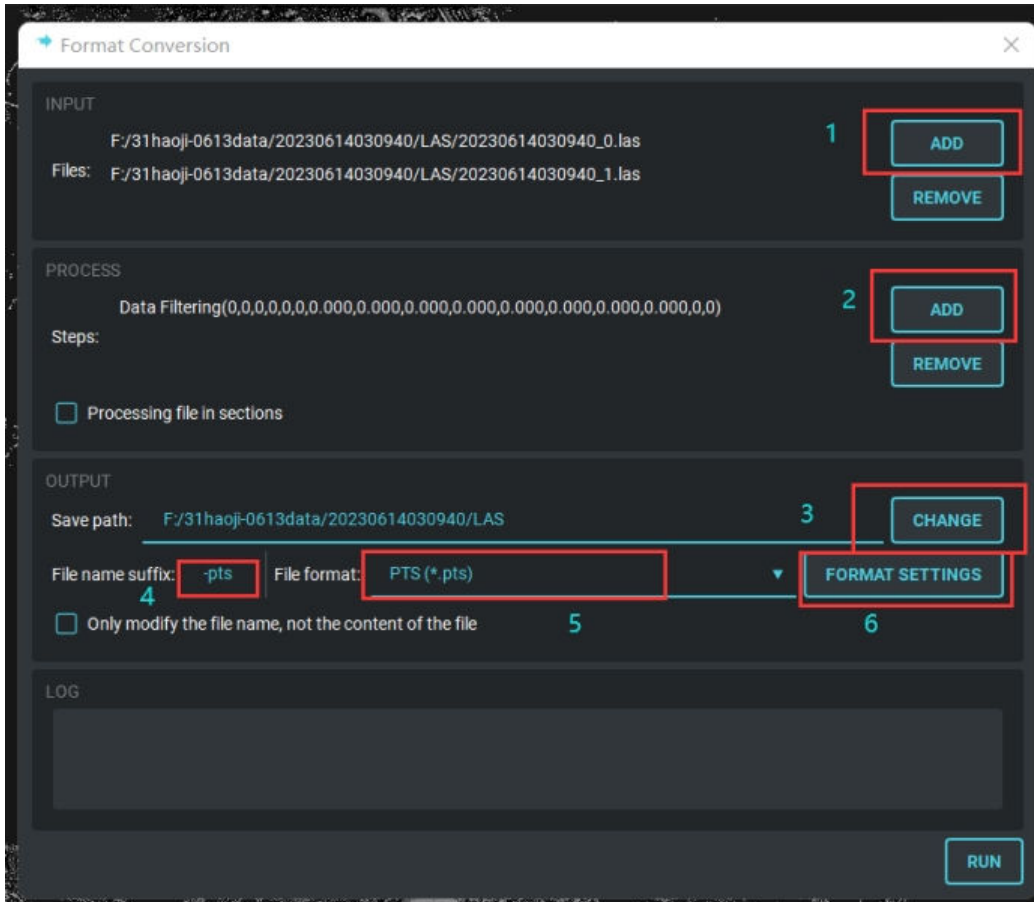 Format Conversion
INPUT
F:/31haoji-0613data/20230614030940/LAS/20230614030940_0.las
1
ADD
Files:
F:/31haoji-0613data/20230614030940/LAS/20230614030940_1.las
REMOVE
PROCESS
Data Filtering(0,0,0,0,0,0,0.000,0.000,0.000,0.000,0.000,0.000,0.000,0.000,0,0)
2
ADD
Steps:
REMOVE
Processing file in sections
OUTPUT
Save path: F:/31haoji-0613data/20230614030940/LAS
3
CHANGE
File name suffix: -pts File format: PTS (*.pts) FORMAT SETTINGS
4
Only modify the file name, not the content of the file
5
6
LOG
RUN